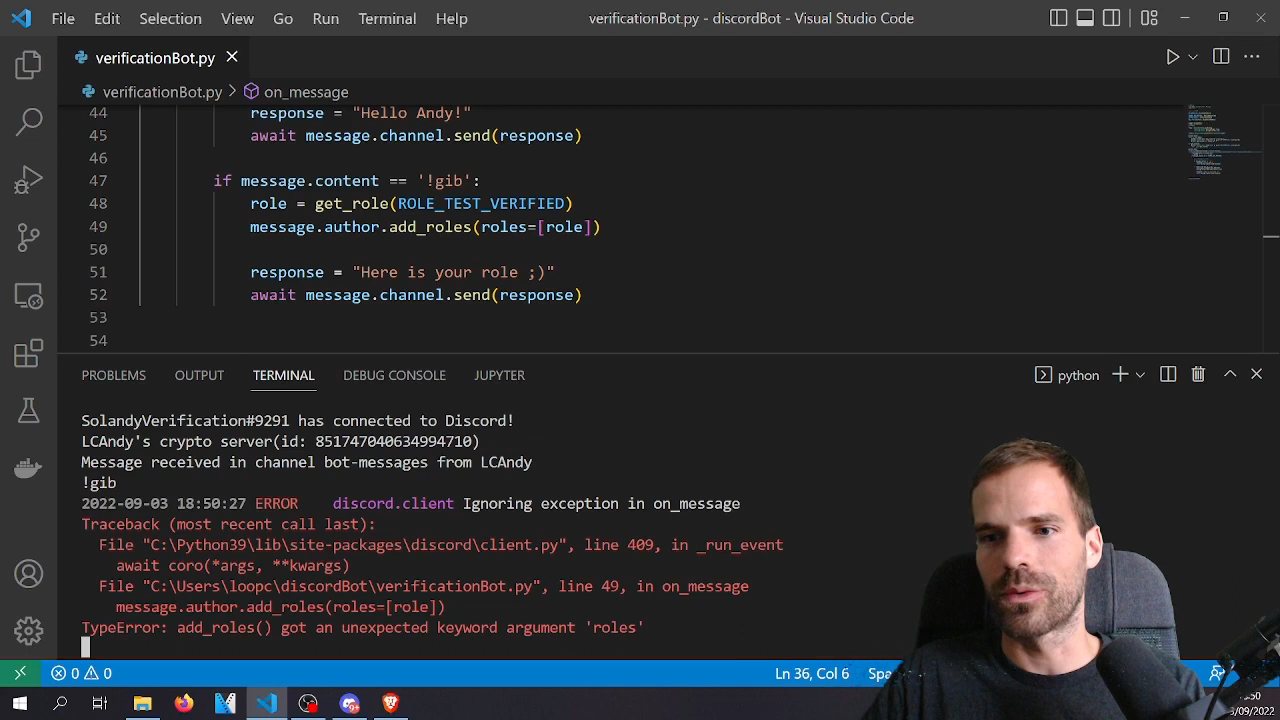 File Edit Selection View Go Run Terminal Help verificationBot.py - discordBot - Visual Studio Code
verificationBot.py
verificationBot.py > on_message
44 response = "Hello Andy!"
45 await message.channel.send(response)
46
47 if message.content == '!gib':
48 role = get_role(ROLE_TEST_VERIFIED)
49 message.author.add_roles(roles=[role])
50
51 response = "Here is your role ;)"
52 await message.channel.send(response)
53
54
PROBLEMS OUTPUT TERMINAL DEBUG CONSOLE JUPYTER python
SolandyVerification#9291 has connected to Discord!
LCAndy's crypto server(id: 851747040634994710)
Message received in channel bot-messages from LCAndy
!gib
2022-09-03 18:50:27 ERROR discord.client Ignoring exception in on_message
Traceback (most recent call last):
File "C:\Python39\lib\site-packages\discord\client.py", line 409, in _run_event
await coro(*args, **kwargs)
File "C:\Users\loopc\discordBot\verificationBot.py", line 49, in on_message
message.author.add_roles(roles=[role])
TypeError: add_roles() got an unexpected keyword argument 'roles'
0 0 Ln 36, Col 6 Spa
:50
/09/2022